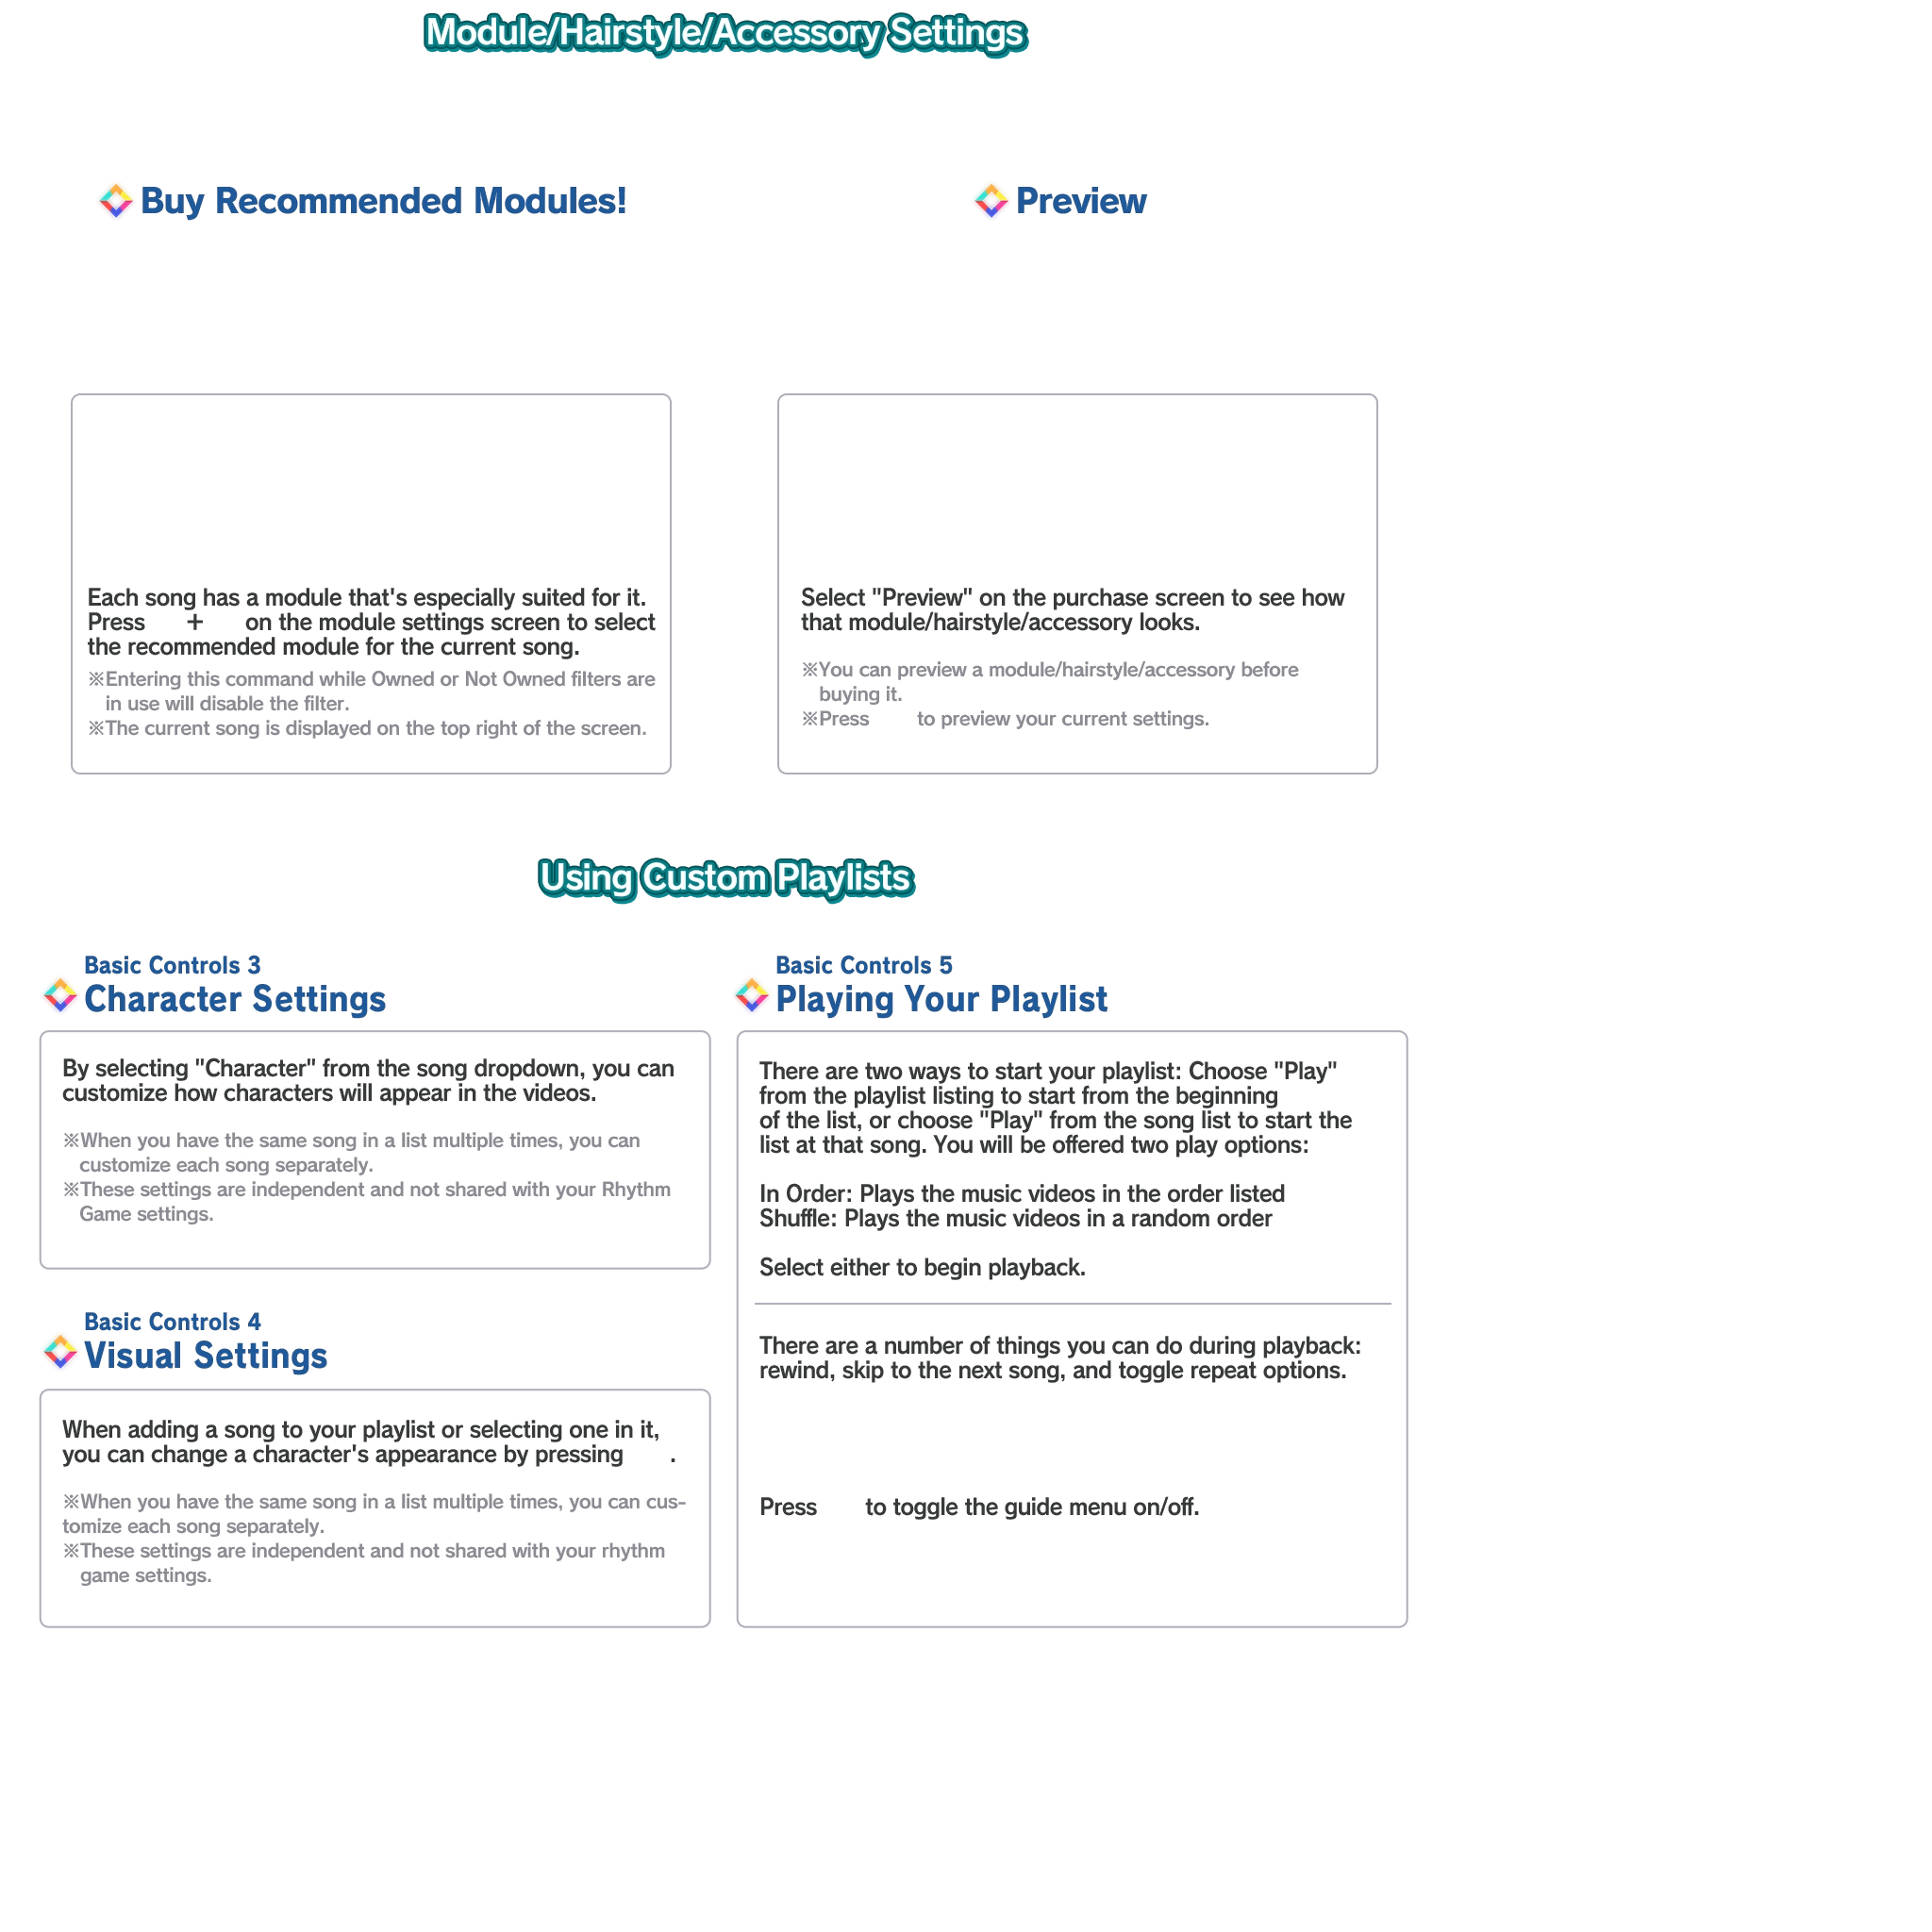 Module/Hairstyle/Accessory Settings
Buy Recommended Modules!
Each song has a module that's especially suited for it.
Press + on the module settings screen to select
the recommended module for the current song.
※Entering this command while Owned or Not Owned filters are
in use will disable the filter.
※The current song is displayed on the top right of the screen.
Preview
Select "Preview" on the purchase screen to see how
that module/hairstyle/accessory looks.
※You can preview a module/hairstyle/accessory before
buying it.
※Press to preview your current settings.
Using Custom Playlists
Basic Controls 3
Character Settings
By selecting "Character" from the song dropdown, you can
customize how characters will appear in the videos.
※When you have the same song in a list multiple times, you can
customize each song separately.
※These settings are independent and not shared with your Rhythm
Game settings.
Basic Controls 4
Visual Settings
When adding a song to your playlist or selecting one in it,
you can change a character's appearance by pressing .
※When you have the same song in a list multiple times, you can cus-
tomize each song separately.
※These settings are independent and not shared with your rhythm
game settings.
Basic Controls 5
Playing Your Playlist
There are two ways to start your playlist: Choose "Play"
from the playlist listing to start from the beginning
of the list, or choose "Play" from the song list to start the
list at that song. You will be offered two play options:
In Order: Plays the music videos in the order listed
Shuffle: Plays the music videos in a random order
Select either to begin playback.
There are a number of things you can do during playback:
rewind, skip to the next song, and toggle repeat options.
Press to toggle the guide menu on/off.